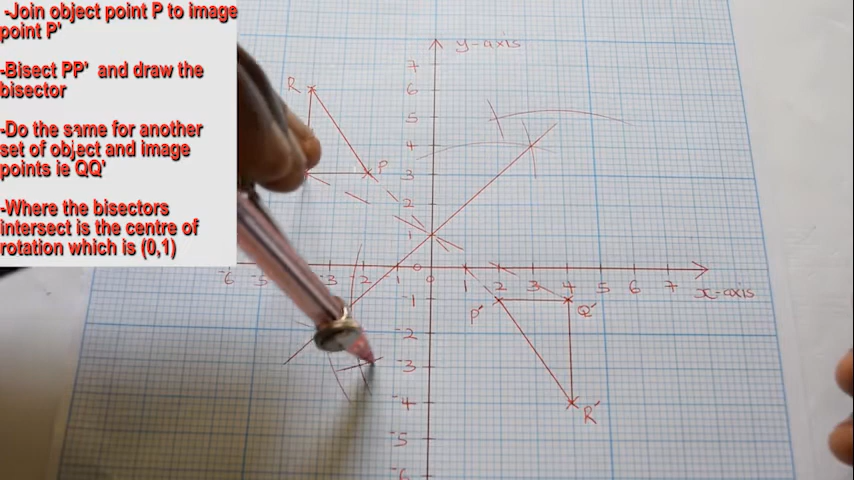 -Join object point P to image
point P'
-Bisect PP' and draw the
bisector
-Do the same for another
set of object and image
points ie QQ'
-Where the bisectors
intersect is the centre of
rotation which is (0,1)
y-axis
7
6
5
4
3
2
1
0
R
P
-6 -5 -3 -2 -1 0 1 2 3 4 5 6 7
x-axis
-1
-2
-3
-4
-5
-6
P'
Q'
R'